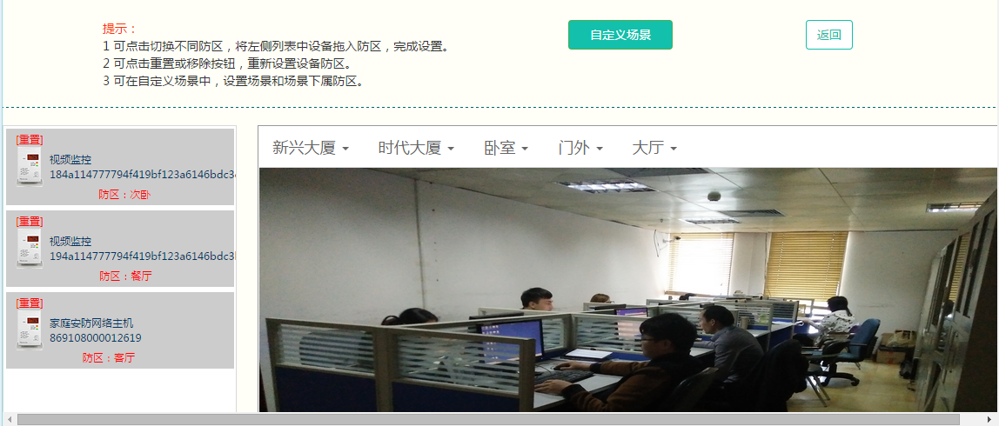 提示：
1 可点击切换不同防区，将左侧列表中设备拖入防区，完成设置。
2 可点击重置或移除按钮，重新设置设备防区。
3 可在自定义场景中，设置场景和场景下属防区。
自定义场景
返回
[重置]
视频监控
184a114777794f419bf123a6146bdc3
防区：次卧
[重置]
视频监控
194a114777794f419bf123a6146bdc3
防区：餐厅
[重置]
家庭安防网络主机
869108000012619
防区：客厅
新兴大厦 时代大厦 卧室 门外 大厅